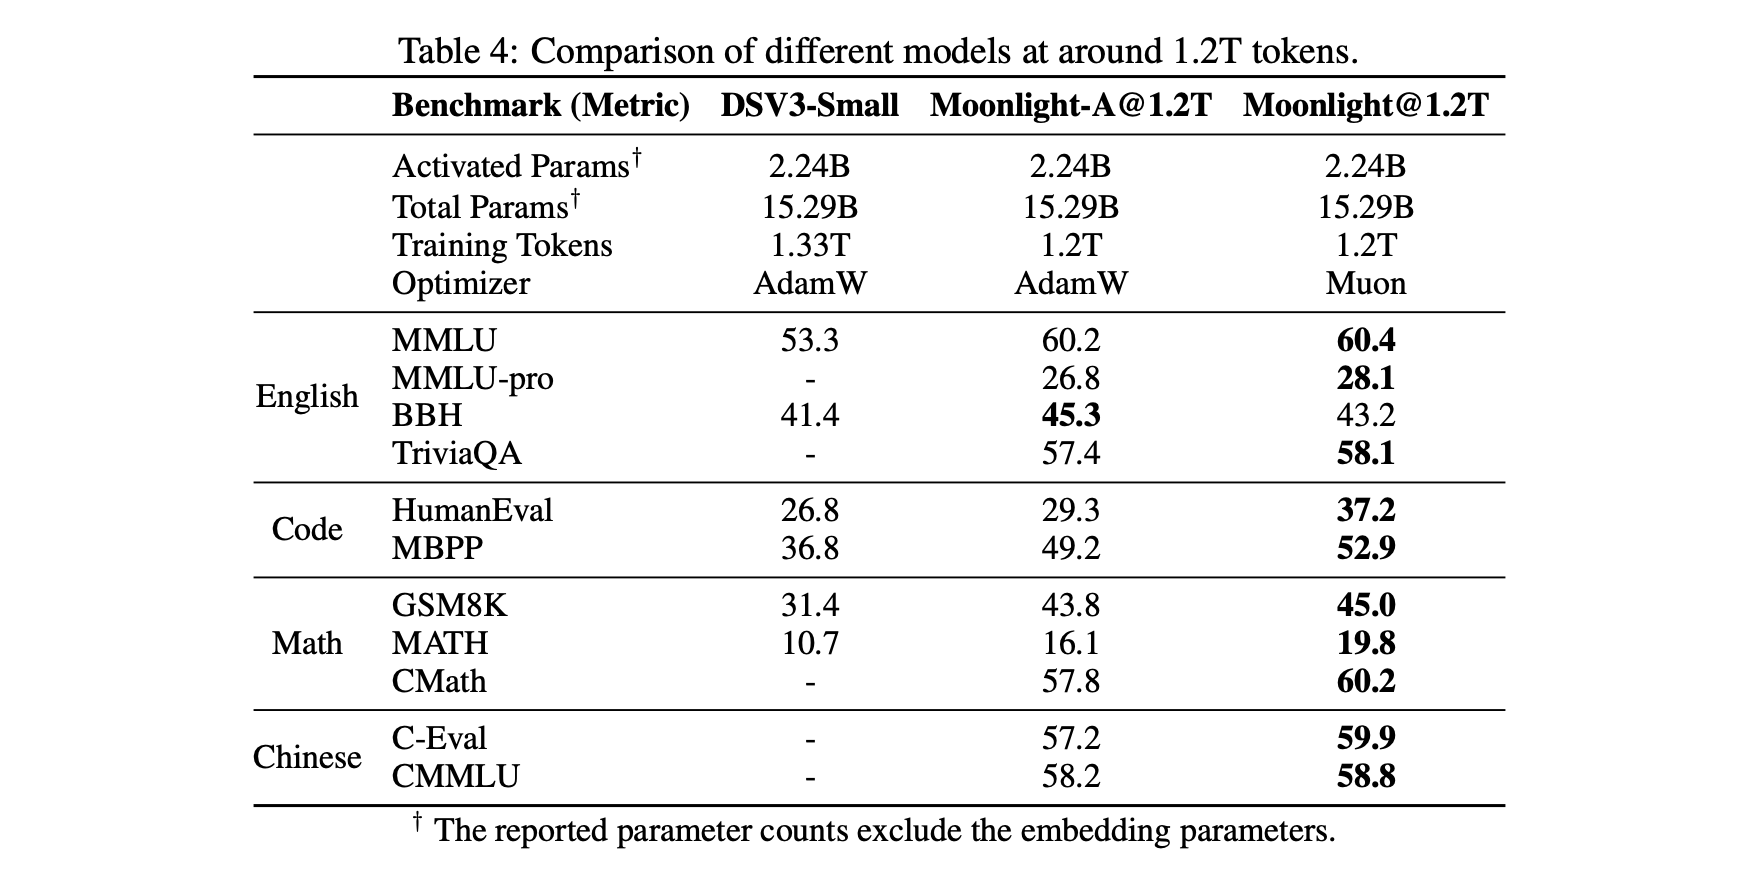 Table 4: Comparison of different models at around 1.2T tokens.
Benchmark (Metric) DSV3-Small Moonlight-A@1.2T Moonlight@1.2T
Activated Params† 2.24B 2.24B 2.24B
Total Params† 15.29B 15.29B 15.29B
Training Tokens 1.33T 1.2T 1.2T
Optimizer AdamW AdamW Muon
English
MMLU 53.3 60.2 60.4
MMLU-pro - 26.8 28.1
BBH 41.4 45.3 43.2
TriviaQA - 57.4 58.1
Code
HumanEval 26.8 29.3 37.2
MBPP 36.8 49.2 52.9
Math
GSM8K 31.4 43.8 45.0
MATH 10.7 16.1 19.8
CMath - 57.8 60.2
Chinese
C-Eval - 57.2 59.9
CMMLU - 58.2 58.8
† The reported parameter counts exclude the embedding parameters.